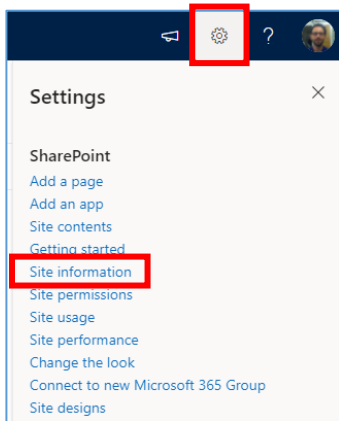 ?
Settings
SharePoint
Add a page
Add an app
Site contents
Getting started
Site information
Site permissions
Site usage
Site performance
Change the look
Connect to new Microsoft 365 Group
Site designs